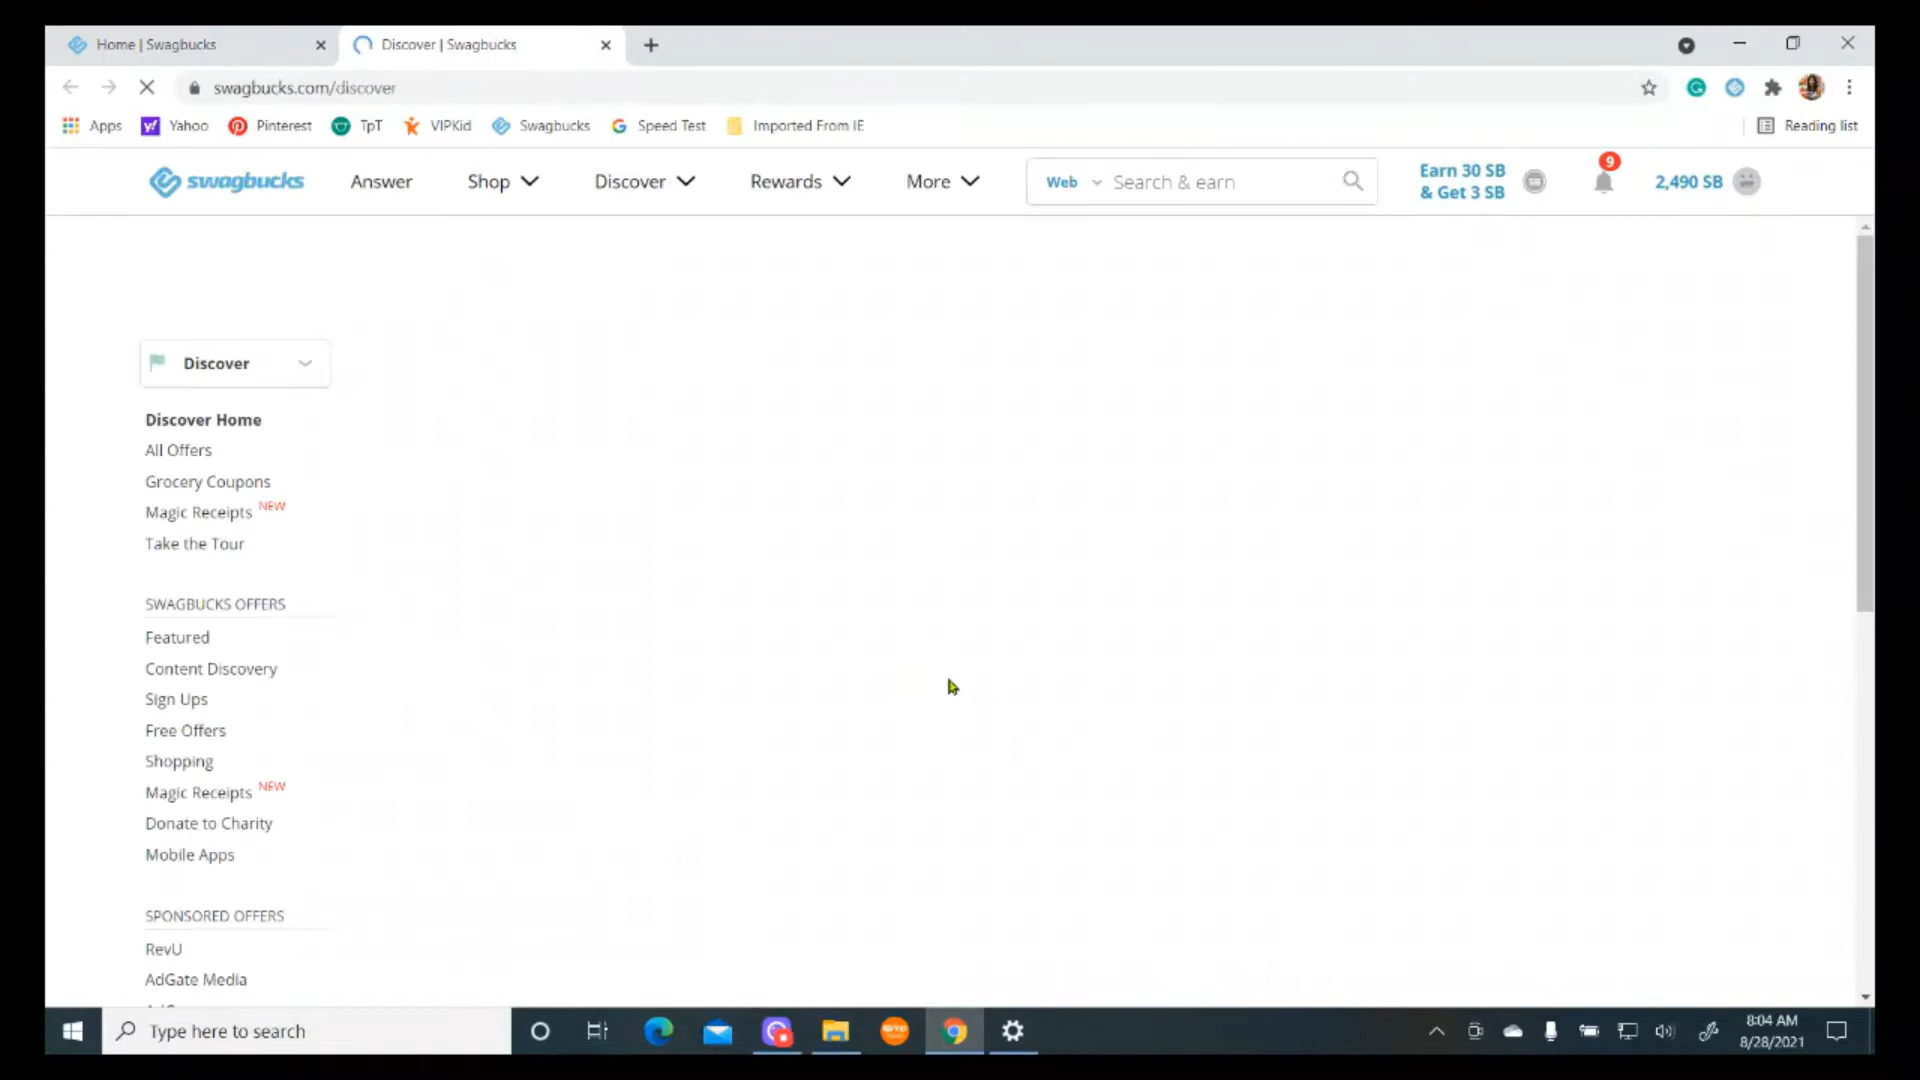 Home | Swagbucks
Discover | Swagbucks
swagbucks.com/discover
Apps
Yahoo
Pinterest
TpT
VIPKid
Swagbucks
Speed Test
Imported From IE
Reading list
swagbucks
Answer
Shop
Discover
Rewards
More
Web
Search & earn
Earn 30 SB
& Get 3 SB
9
2,490 SB
Discover
Discover Home
All Offers
Grocery Coupons
Magic Receipts NEW
Take the Tour
SWAGBUCKS OFFERS
Featured
Content Discovery
Sign Ups
Free Offers
Shopping
Magic Receipts NEW
Donate to Charity
Mobile Apps
SPONSORED OFFERS
RevU
AdGate Media
Type here to search
8:04 AM
8/28/2021